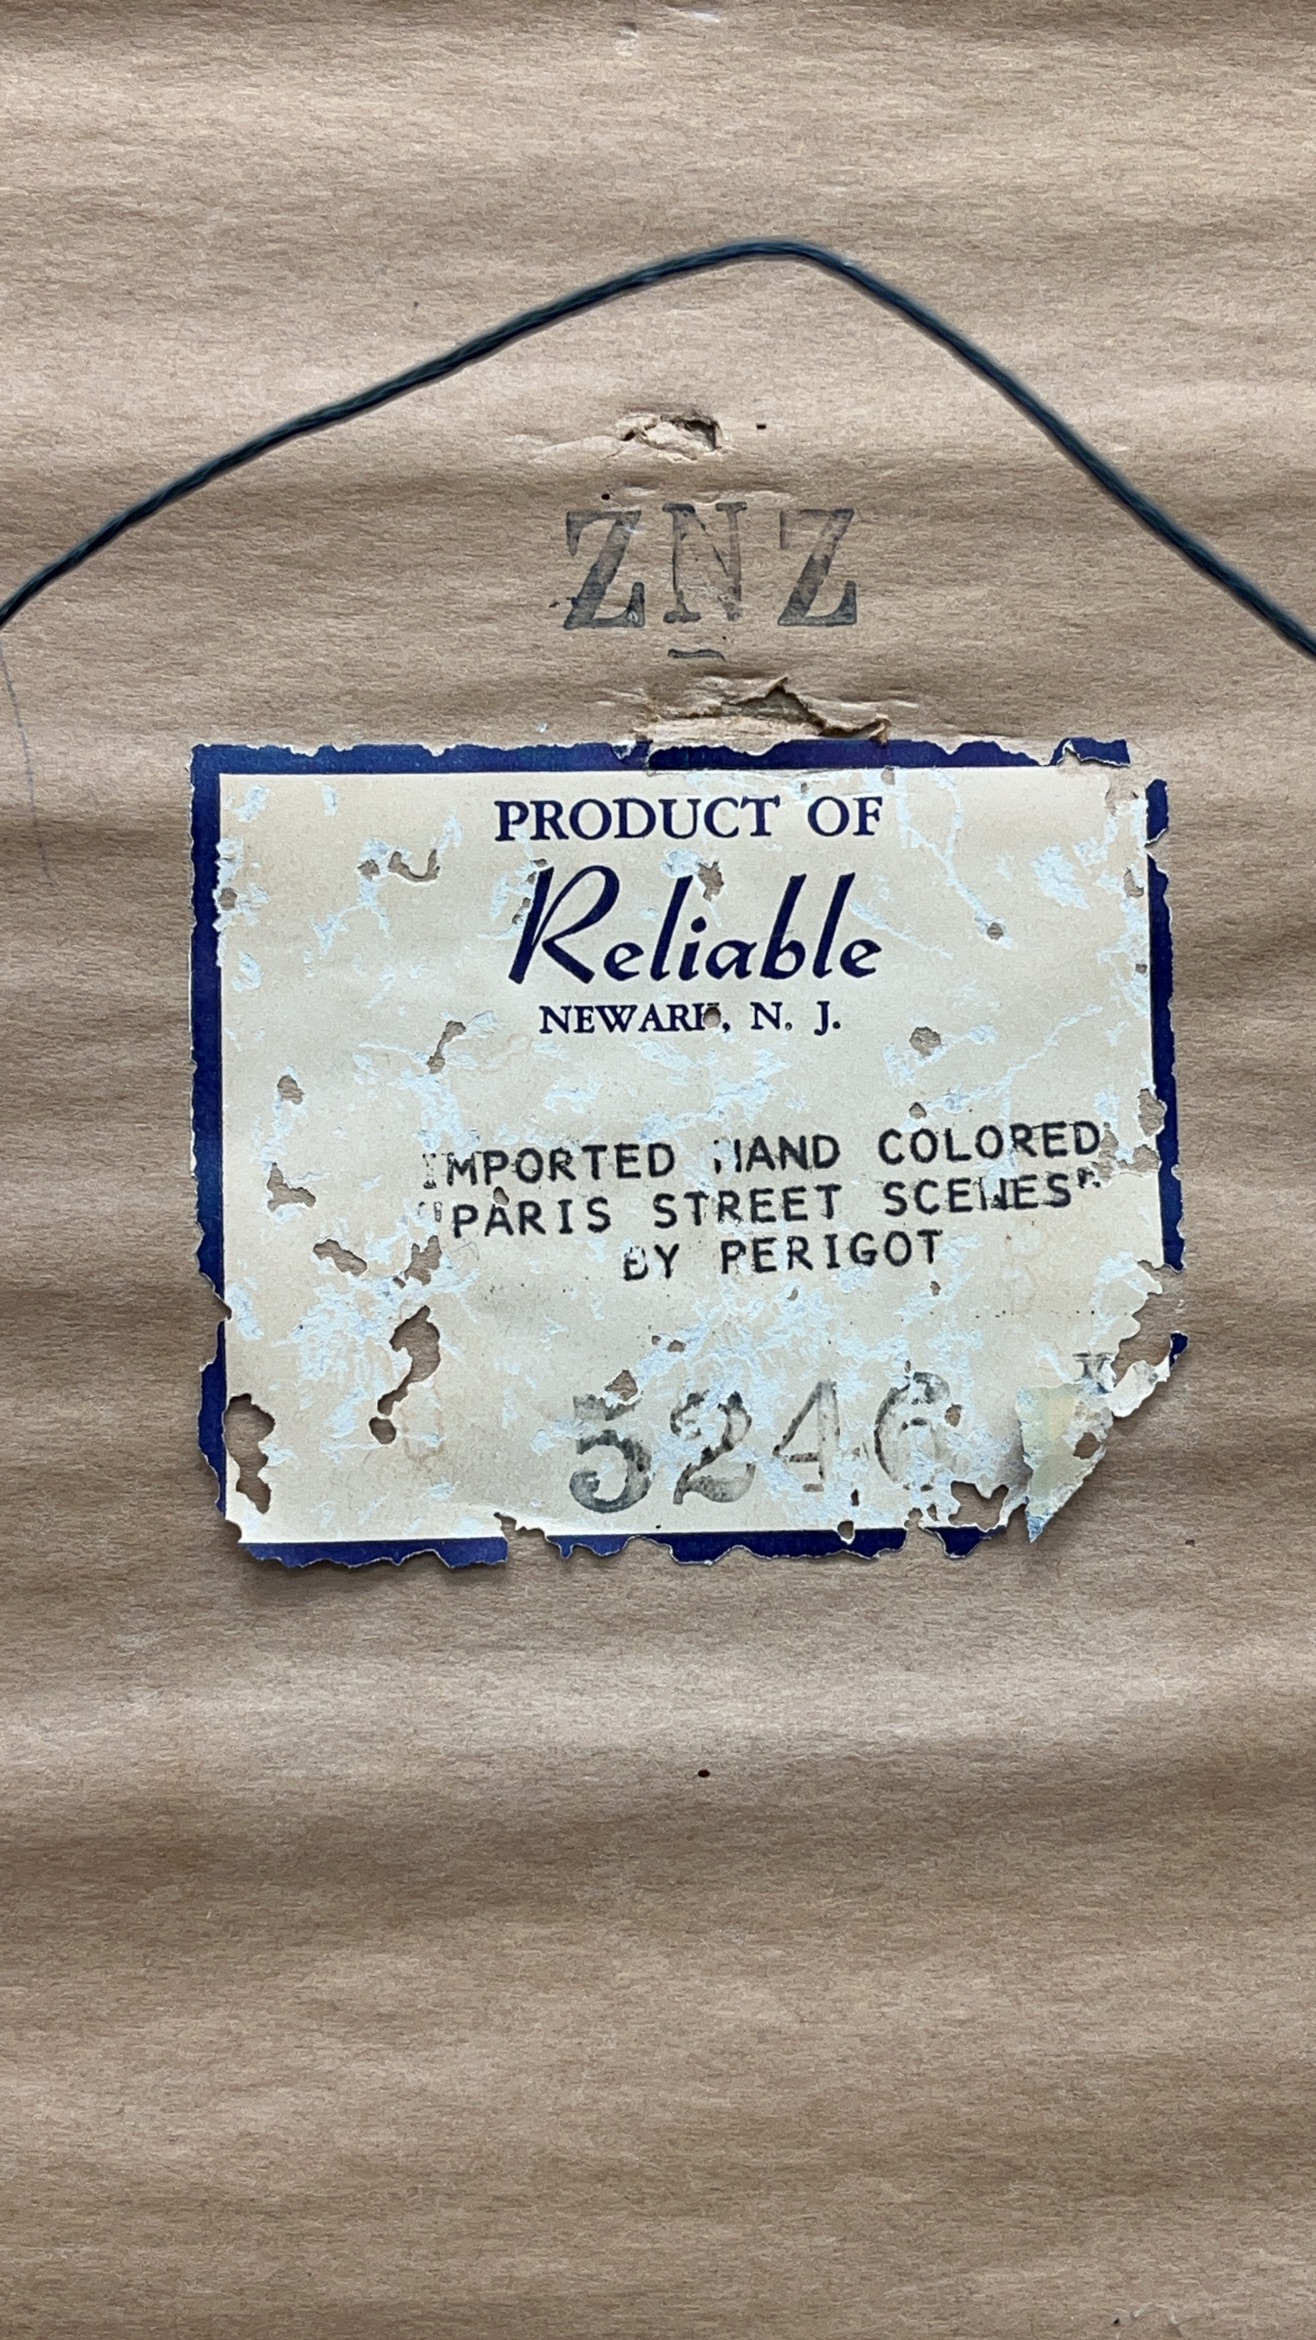 ZNZ
PRODUCT OF
Reliable
NEWARK, N. J.
IMPORTED HAND COLORED
"PARIS STREET SCENES"
BY PERIGOT
5246